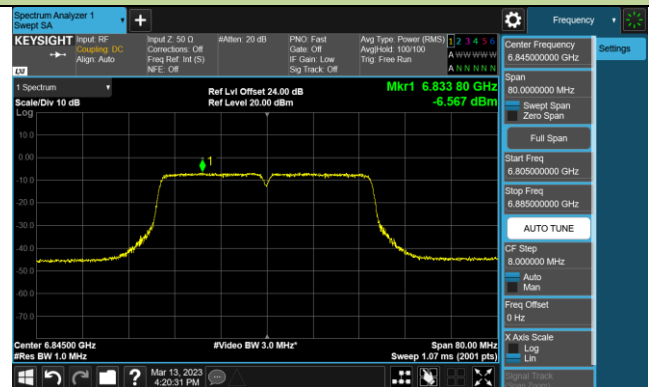 Spectrum Analyzer 1
Swept SA
Frequency
KEYSIGHT
Input: RF
Coupling: DC
Align: Auto
Input Z: 50 Ω
Corrections: Off
Freq Ref: Int (S)
NFE: Off
#Atten: 20 dB
PNO: Fast
Gate: Off
IF Gain: Low
Sig Track: Off
Avg Type: Power (RMS)
Avg|Hold: 100/100
Trig: Free Run
1 2 3 4 5 6
A W W W W W
A N N N N N
LXI
1 Spectrum
Scale/Div 10 dB
Log
Ref Lvl Offset 24.00 dB
Ref Level 20.00 dBm
Mkr1 6.833 80 GHz
-6.567 dBm
1
10.0
0.00
-10.0
-20.0
-30.0
-40.0
-50.0
-60.0
-70.0
Center 6.84500 GHz
#Res BW 1.0 MHz
#Video BW 3.0 MHz*
Span 80.00 MHz
Sweep 1.07 ms (2001 pts)
Mar 13, 2023
4:20:31 PM
Center Frequency
6.845000000 GHz
Settings
Span
80.0000000 MHz
Swept Span
Zero Span
Full Span
Start Freq
6.805000000 GHz
Stop Freq
6.885000000 GHz
AUTO TUNE
CF Step
8.000000 MHz
Auto
Man
Freq Offset
0 Hz
X Axis Scale
Log
Lin
Signal Track
(Span Zoom)